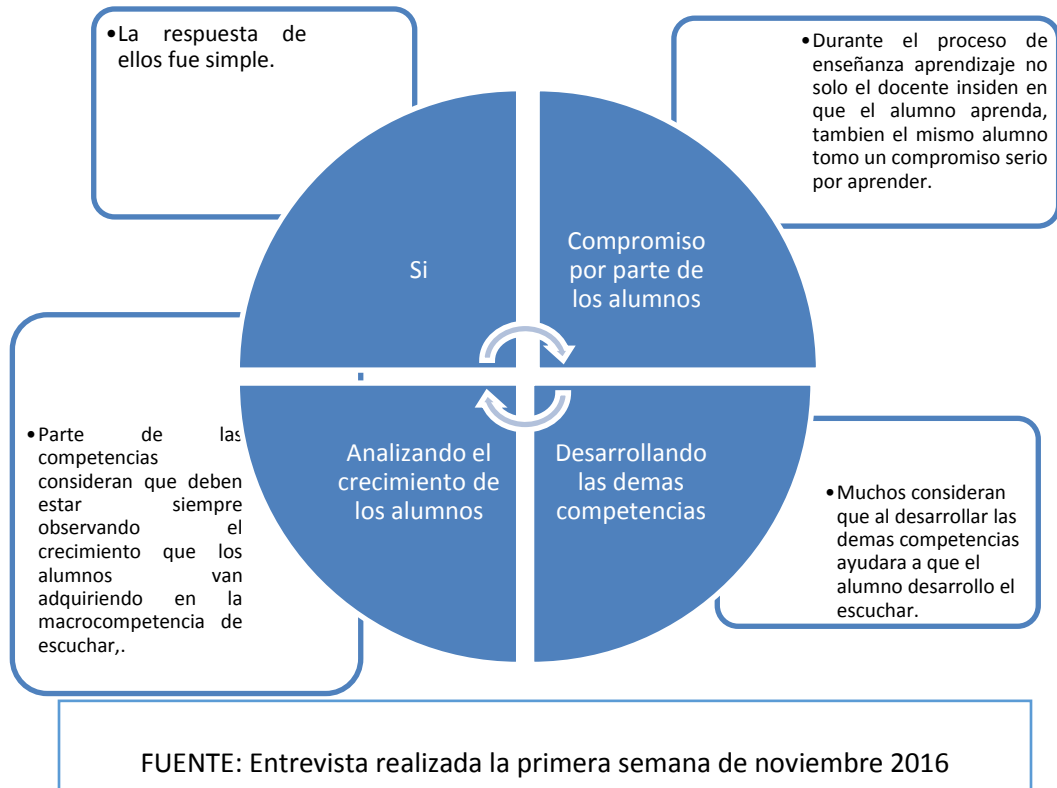 •La respuesta de
ellos fue simple.
•Durante el proceso de
enseñanza aprendizaje no
solo el docente insiden en
que el alumno aprenda,
tambien el mismo alumno
tomo un compromiso serio
por aprender.
Si
Compromiso
por parte de
los alumnos
•Parte de las
competencias
consideran que deben
estar siempre
observando el
crecimiento que los
alumnos van
adquiriendo en la
macrocompetencia de
escuchar,.
Analizando el
crecimiento de
los alumnos
Desarrollando
las demas
competencias
•Muchos consideran
que al desarrollar las
demas competencias
ayudara a que el
alumno desarrollo el
escuchar.
FUENTE: Entrevista realizada la primera semana de noviembre 2016